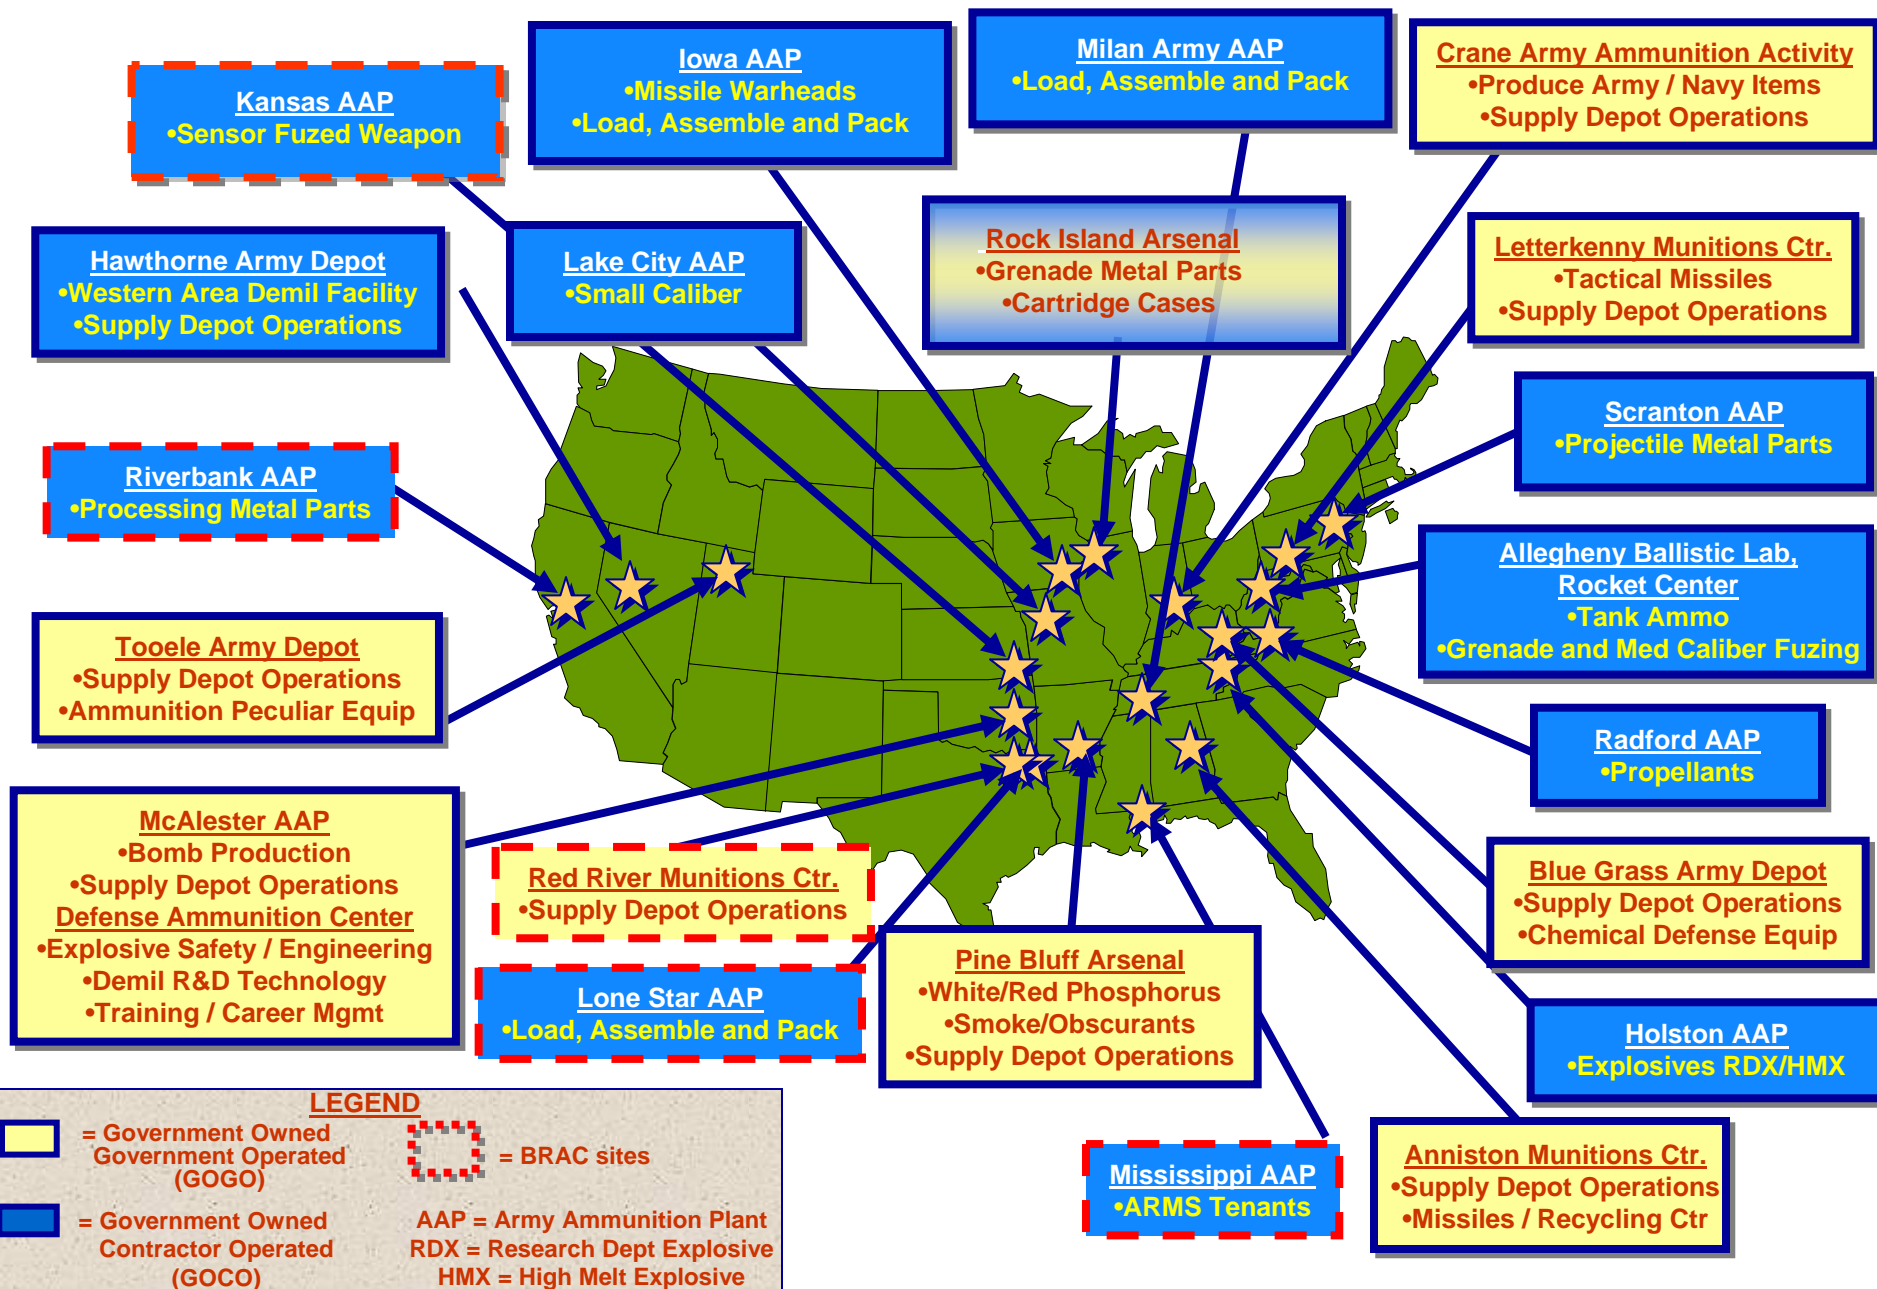 Kansas AAP
•Sensor Fuzed Weapon
Iowa AAP
•Missile Warheads
•Load, Assemble and Pack
Milan Army AAP
•Load, Assemble and Pack
Crane Army Ammunition Activity
•Produce Army / Navy Items
•Supply Depot Operations
Hawthorne Army Depot
•Western Area Demil Facility
•Supply Depot Operations
Lake City AAP
•Small Caliber
Rock Island Arsenal
•Grenade Metal Parts
•Cartridge Cases
Letterkenny Munitions Ctr.
•Tactical Missiles
•Supply Depot Operations
Scranton AAP
•Projectile Metal Parts
Riverbank AAP
•Processing Metal Parts
Allegheny Ballistic Lab,
Rocket Center
•Tank Ammo
•Grenade and Med Caliber Fuzing
Tooele Army Depot
•Supply Depot Operations
•Ammunition Peculiar Equip
Radford AAP
•Propellants
McAlester AAP
•Bomb Production
•Supply Depot Operations
Defense Ammunition Center
•Explosive Safety / Engineering
•Demil R&D Technology
•Training / Career Mgmt
Red River Munitions Ctr.
•Supply Depot Operations
Blue Grass Army Depot
•Supply Depot Operations
•Chemical Defense Equip
Lone Star AAP
•Load, Assemble and Pack
Pine Bluff Arsenal
•White/Red Phosphorus
•Smoke/Obscurants
•Supply Depot Operations
Holston AAP
•Explosives RDX/HMX
Mississippi AAP
•ARMS Tenants
Anniston Munitions Ctr.
•Supply Depot Operations
•Missiles / Recycling Ctr
LEGEND
= Government Owned
Government Operated
(GOGO)
= BRAC sites
= Government Owned
Contractor Operated
(GOCO)
AAP = Army Ammunition Plant
RDX = Research Dept Explosive
HMX = High Melt Explosive